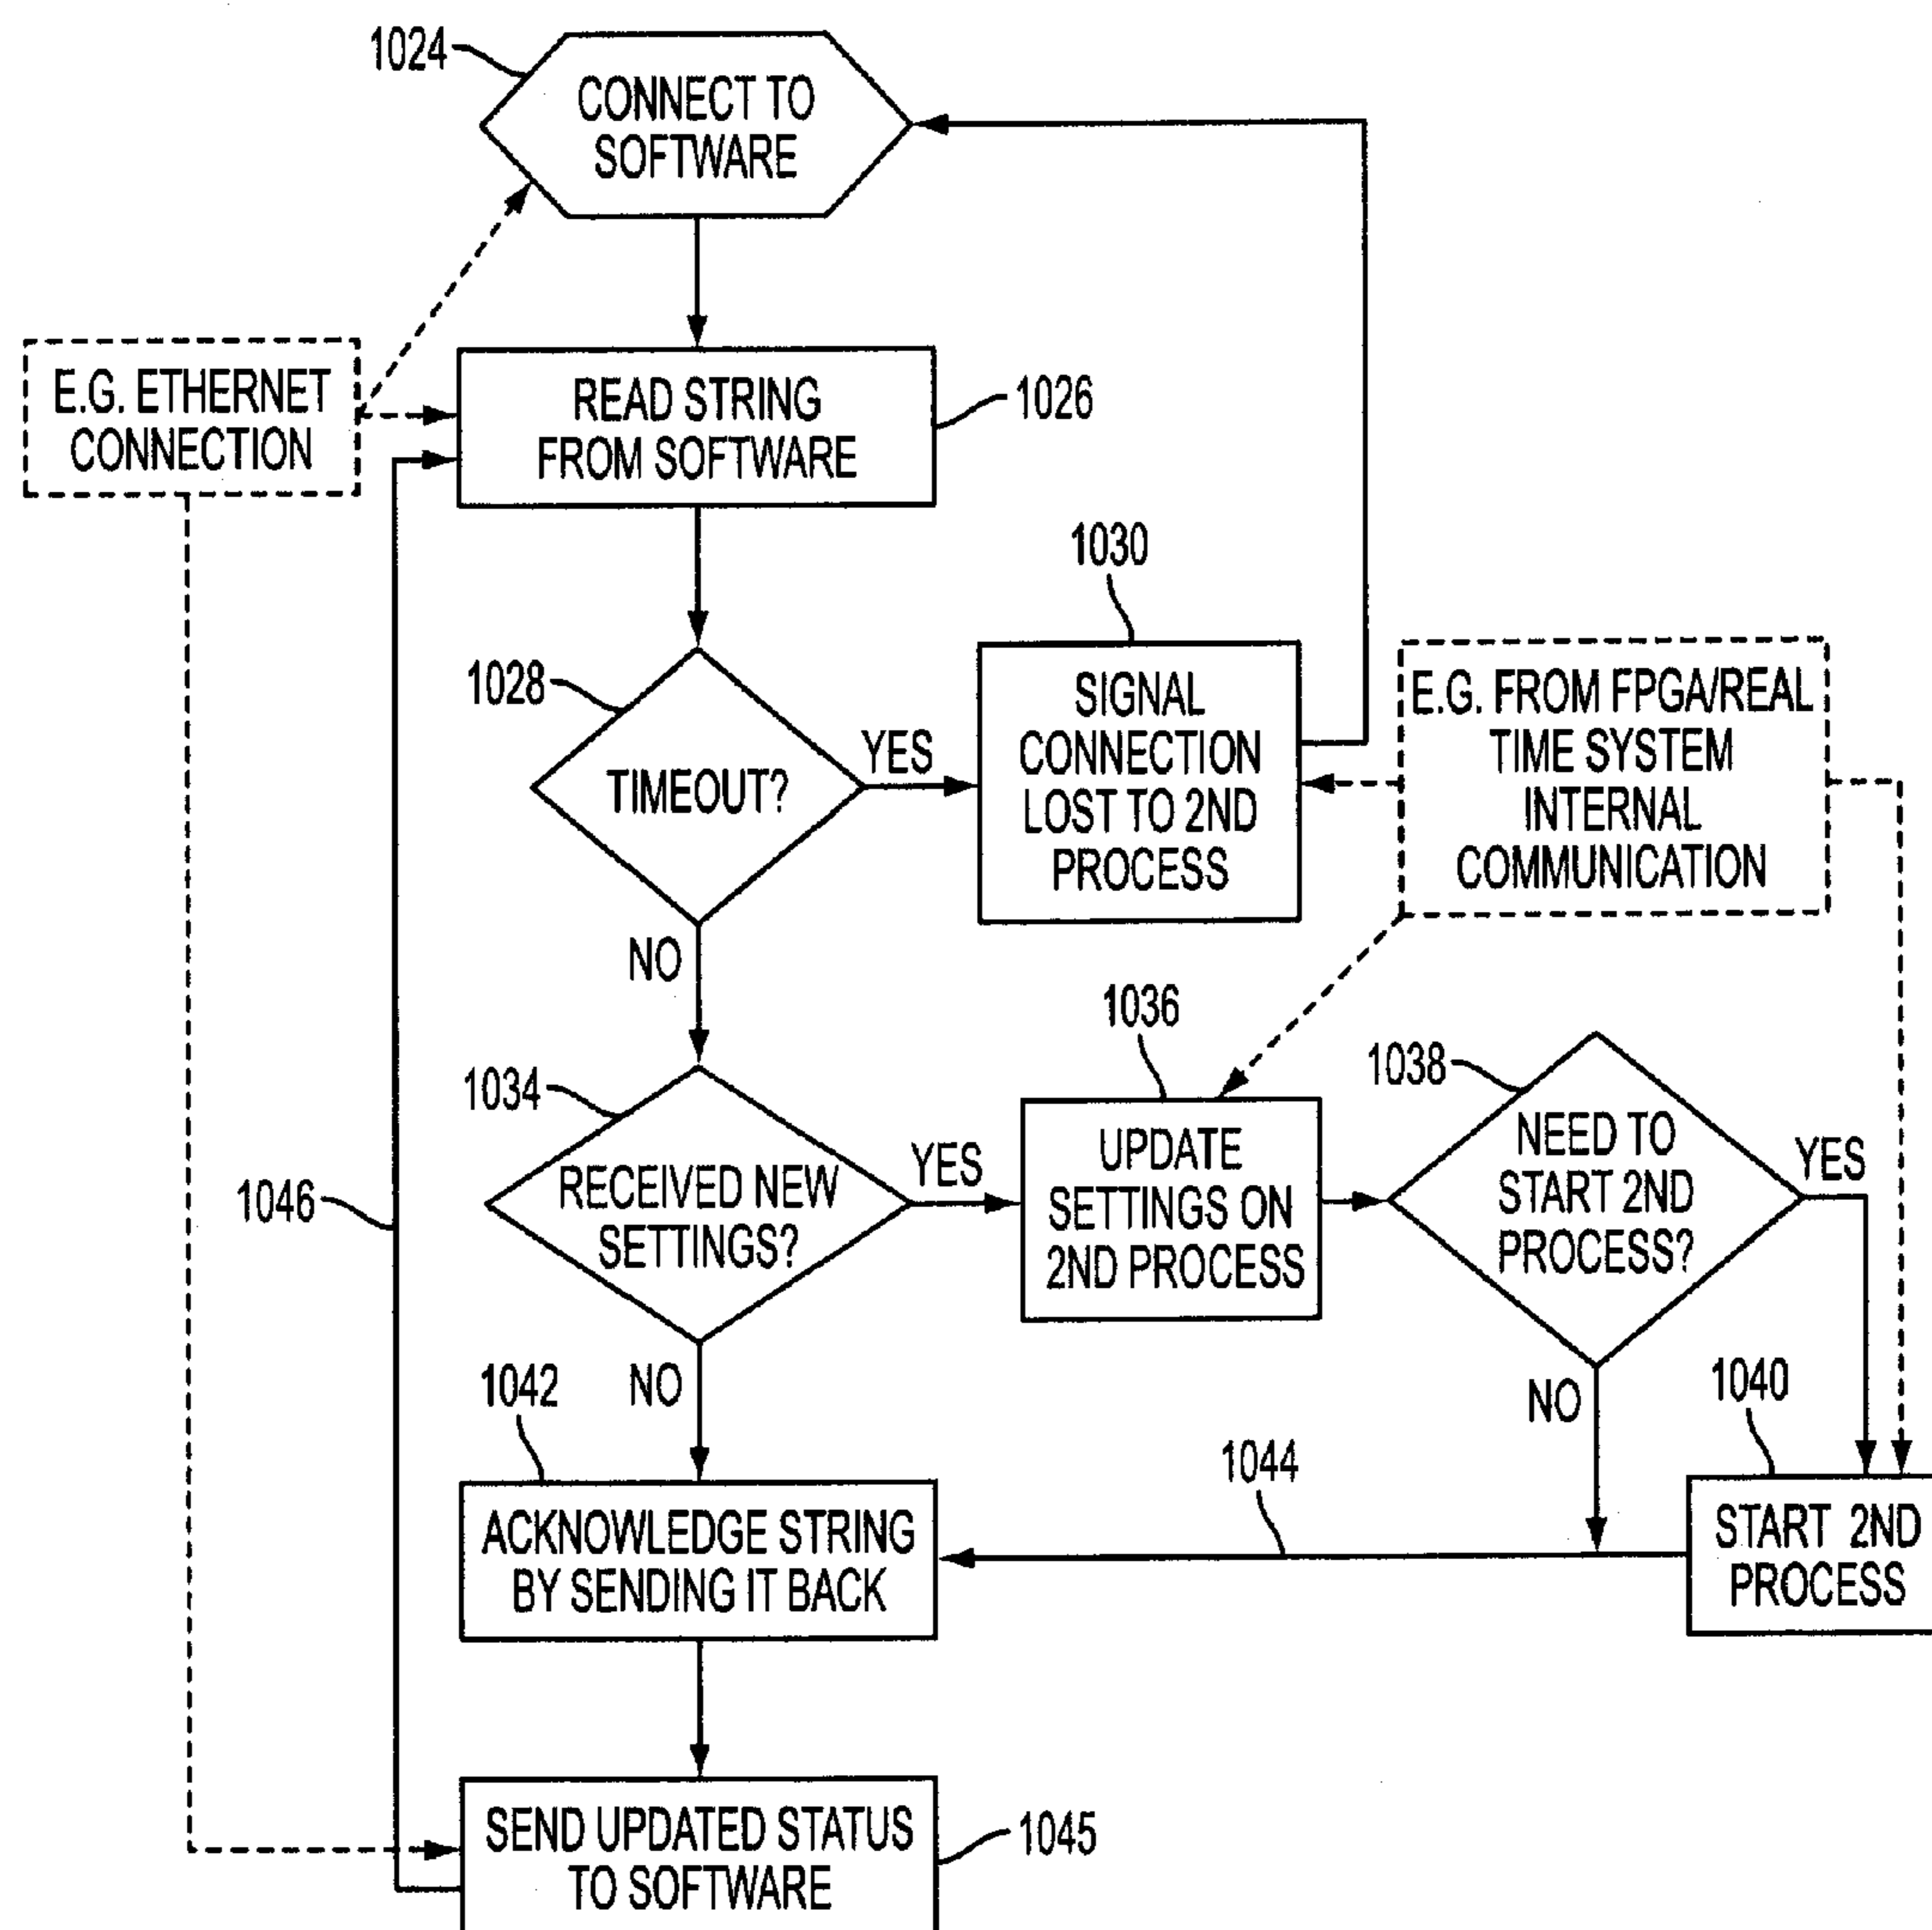 1024
CONNECT TO
SOFTWARE
E.G. ETHERNET
CONNECTION
READ STRING
FROM SOFTWARE
1026
1030
1028
TIMEOUT?
YES
SIGNAL
CONNECTION
LOST TO 2ND
PROCESS
E.G. FROM FPGA/REAL
TIME SYSTEM
INTERNAL
COMMUNICATION
NO
1036
1034
RECEIVED NEW
SETTINGS?
YES
UPDATE
SETTINGS ON
2ND PROCESS
1038
NEED TO
START 2ND
PROCESS?
YES
1046
NO
1042
NO
1040
1044
ACKNOWLEDGE STRING
BY SENDING IT BACK
START 2ND
PROCESS
SEND UPDATED STATUS
TO SOFTWARE
1045